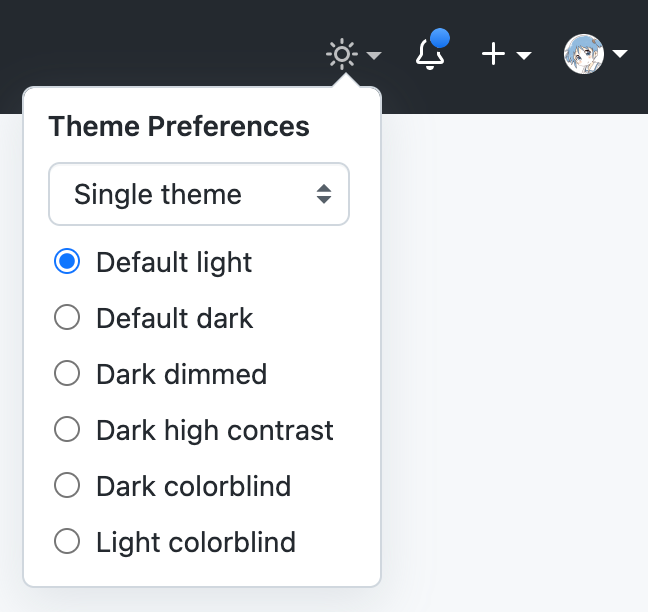 Theme Preferences
Single theme
Default light
Default dark
Dark dimmed
Dark high contrast
Dark colorblind
Light colorblind